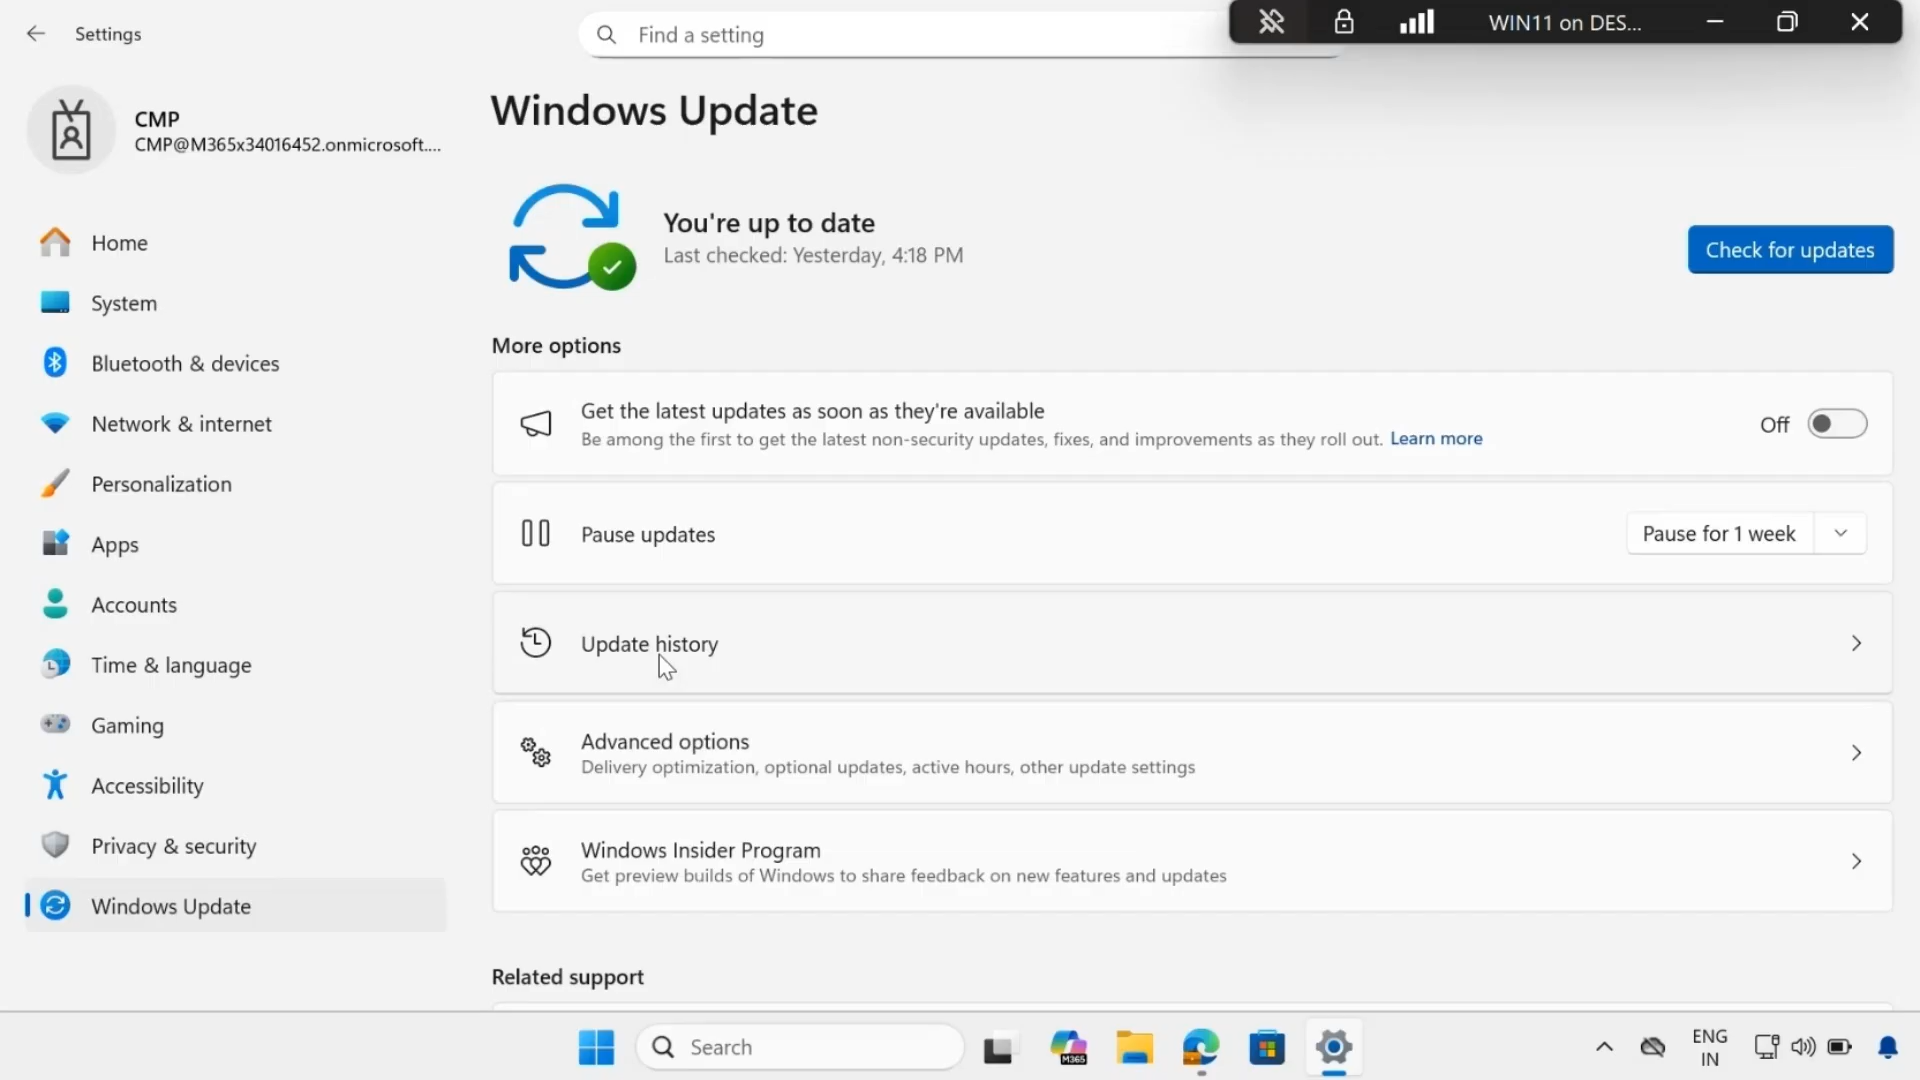 Settings
Find a setting
WIN11 on DES...
CMP
CMP@M365x34016452.onmicrosoft....
Home
System
Bluetooth & devices
Network & internet
Personalization
Apps
Accounts
Time & language
Gaming
Accessibility
Privacy & security
Windows Update
Windows Update
You're up to date
Last checked: Yesterday, 4:18 PM
Check for updates
More options
Get the latest updates as soon as they're available
Be among the first to get the latest non-security updates, fixes, and improvements as they roll out. Learn more
Off
Pause updates
Pause for 1 week
Update history
Advanced options
Delivery optimization, optional updates, active hours, other update settings
Windows Insider Program
Get preview builds of Windows to share feedback on new features and updates
Related support
Search
M365
ENG
IN